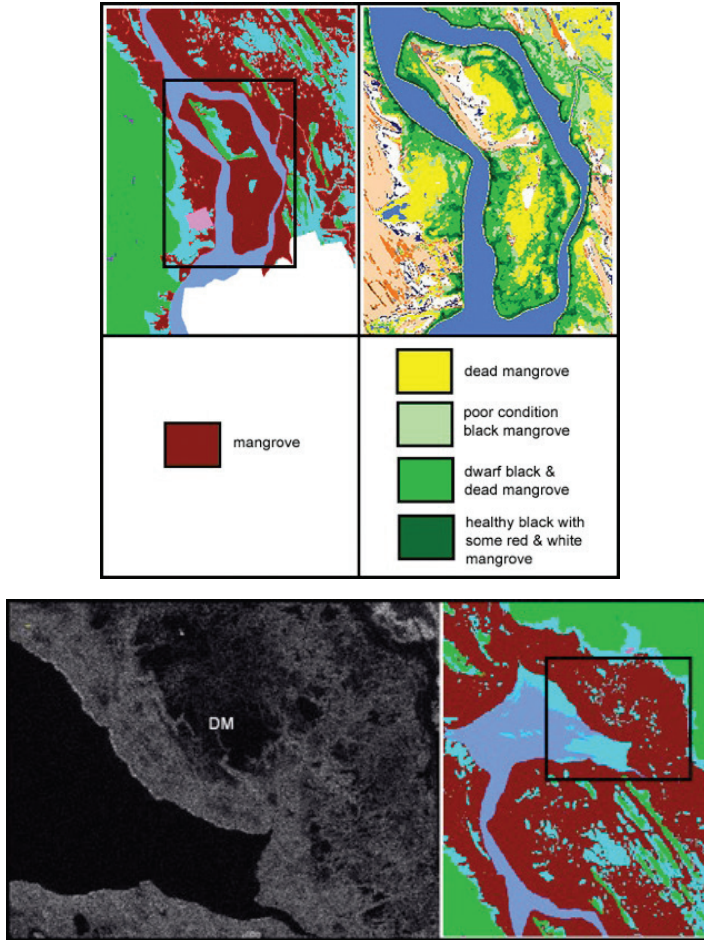 mangrove
dead mangrove
poor condition
black mangrove
dwarf black &
dead mangrove
healthy black with
some red & white
mangrove
DM